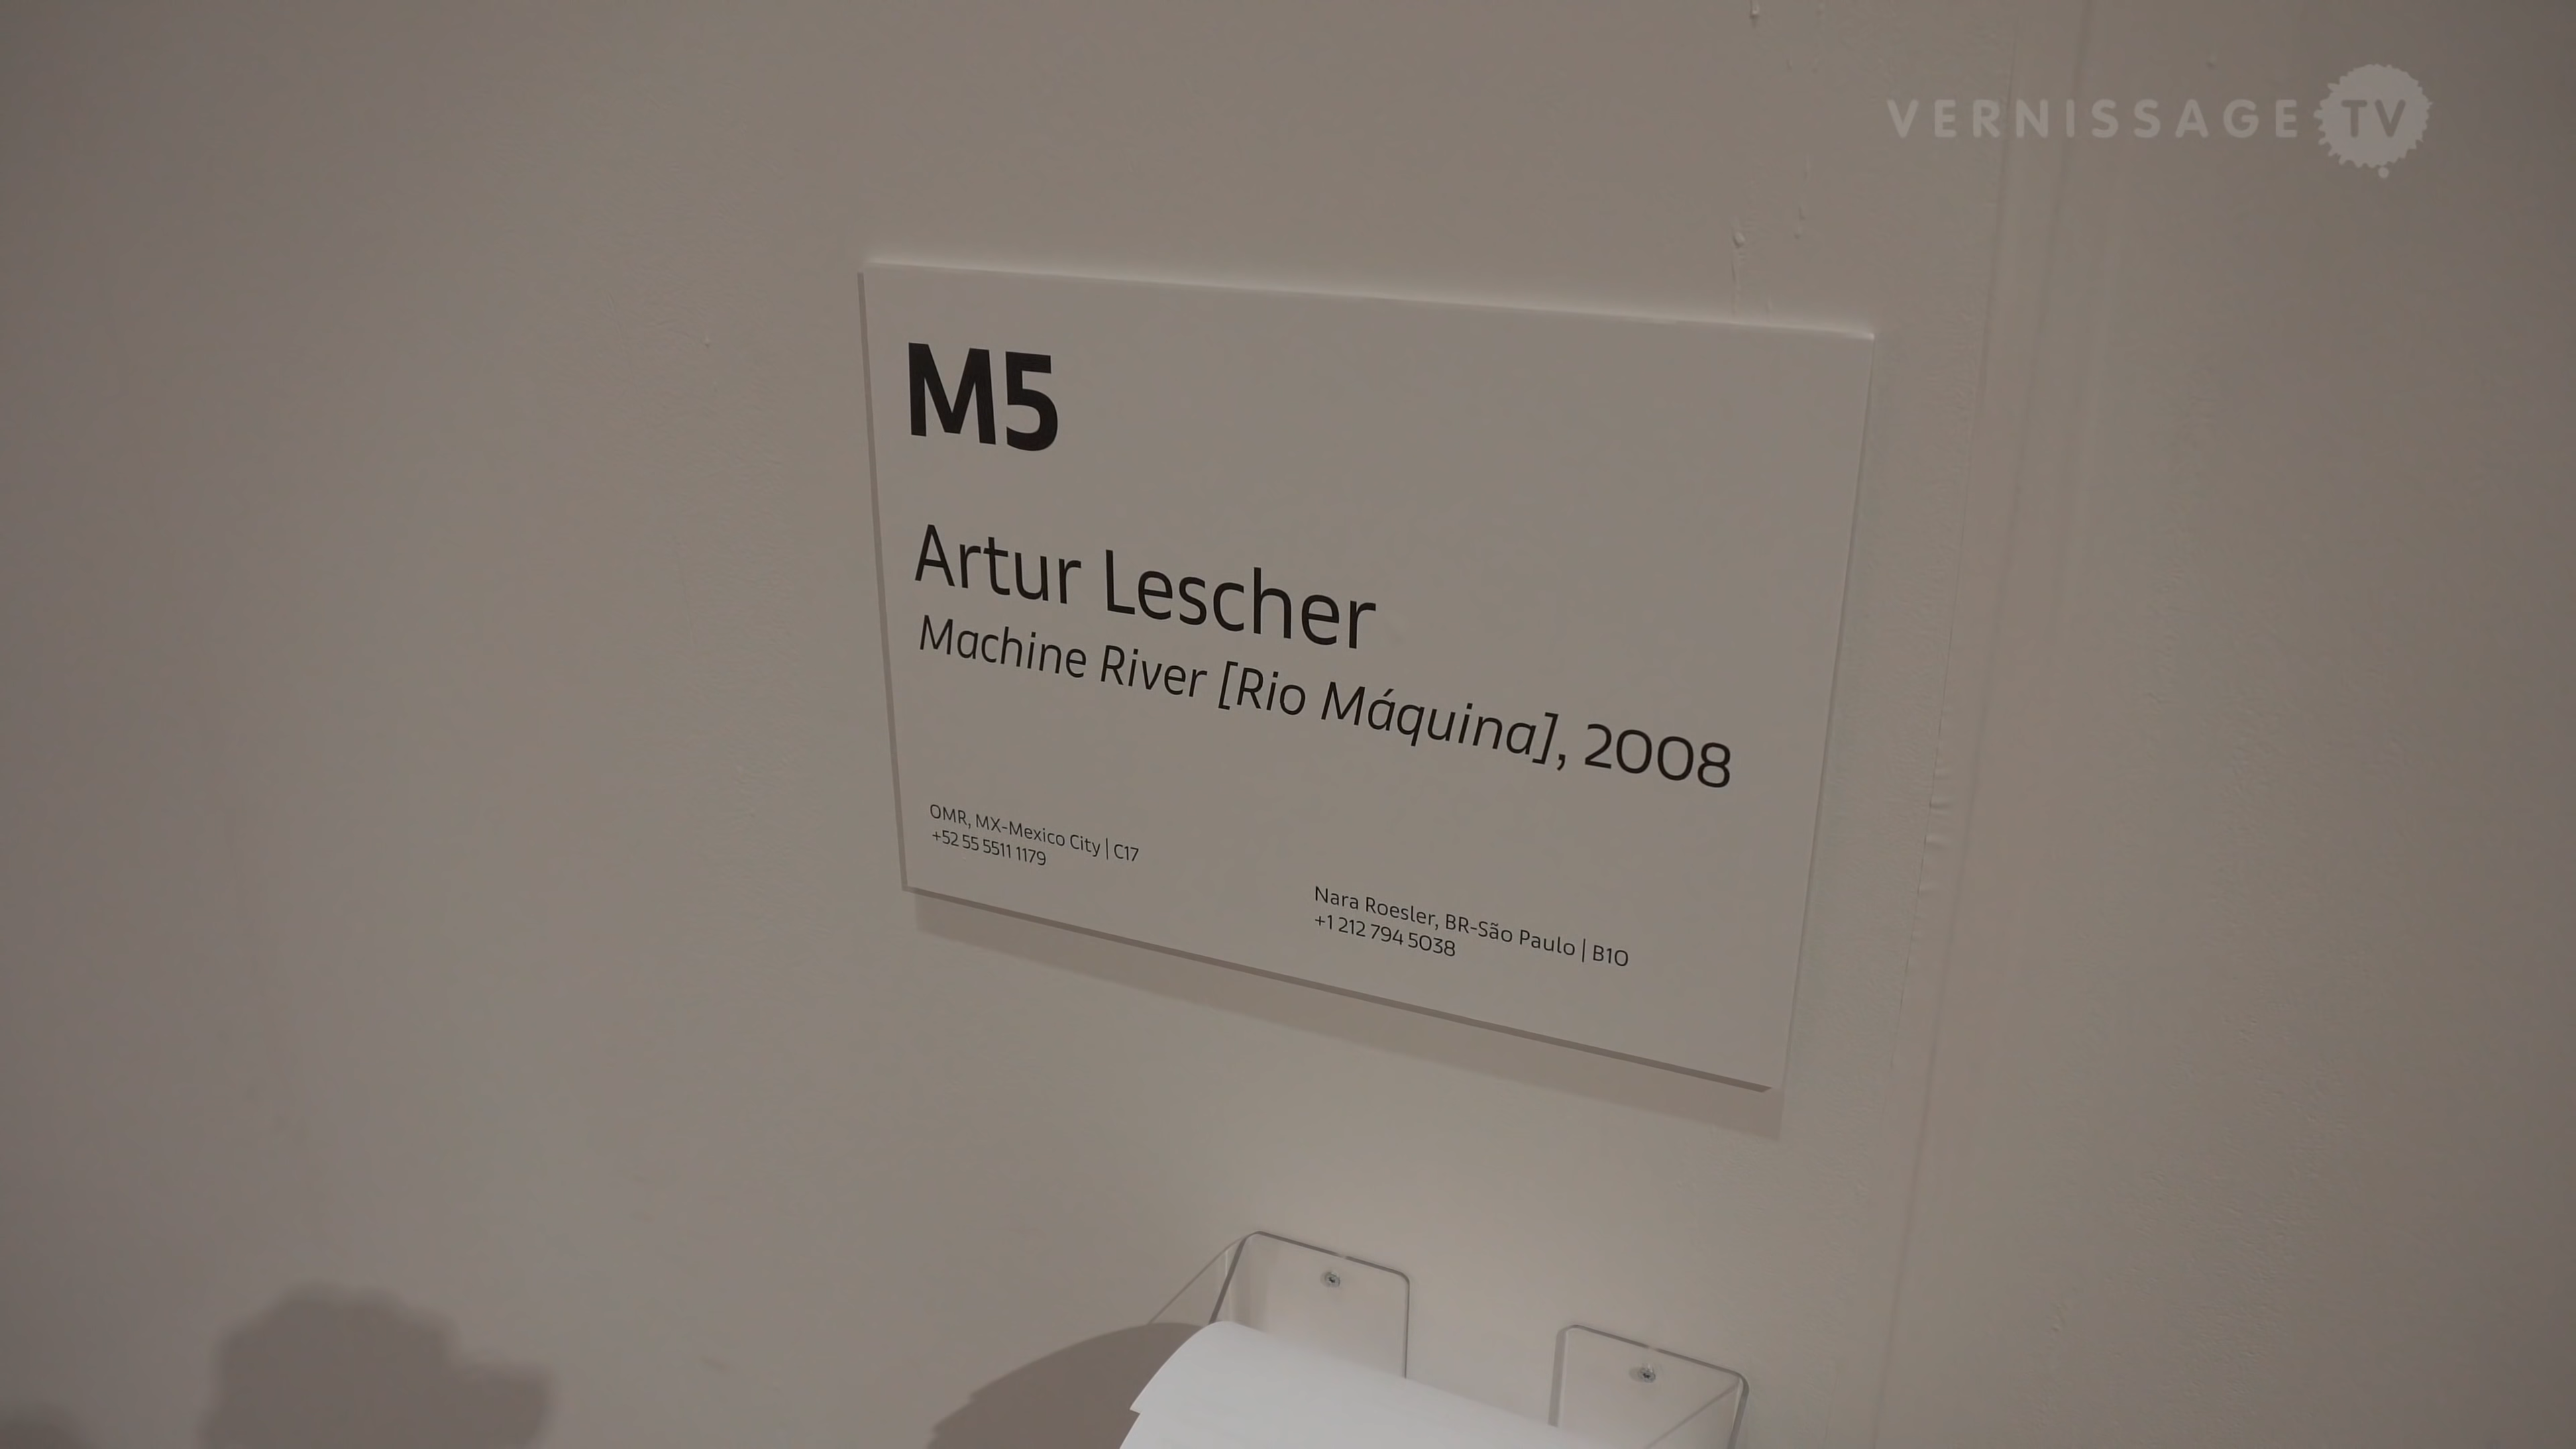 VERNISSAGE TV
M5
Artur Lescher
Machine River [Rio Máquina], 2008
OMR, MX-Mexico City | C17
+52 55 5511 1179
Nara Roesler, BR-São Paulo | B10
+1 212 794 5038